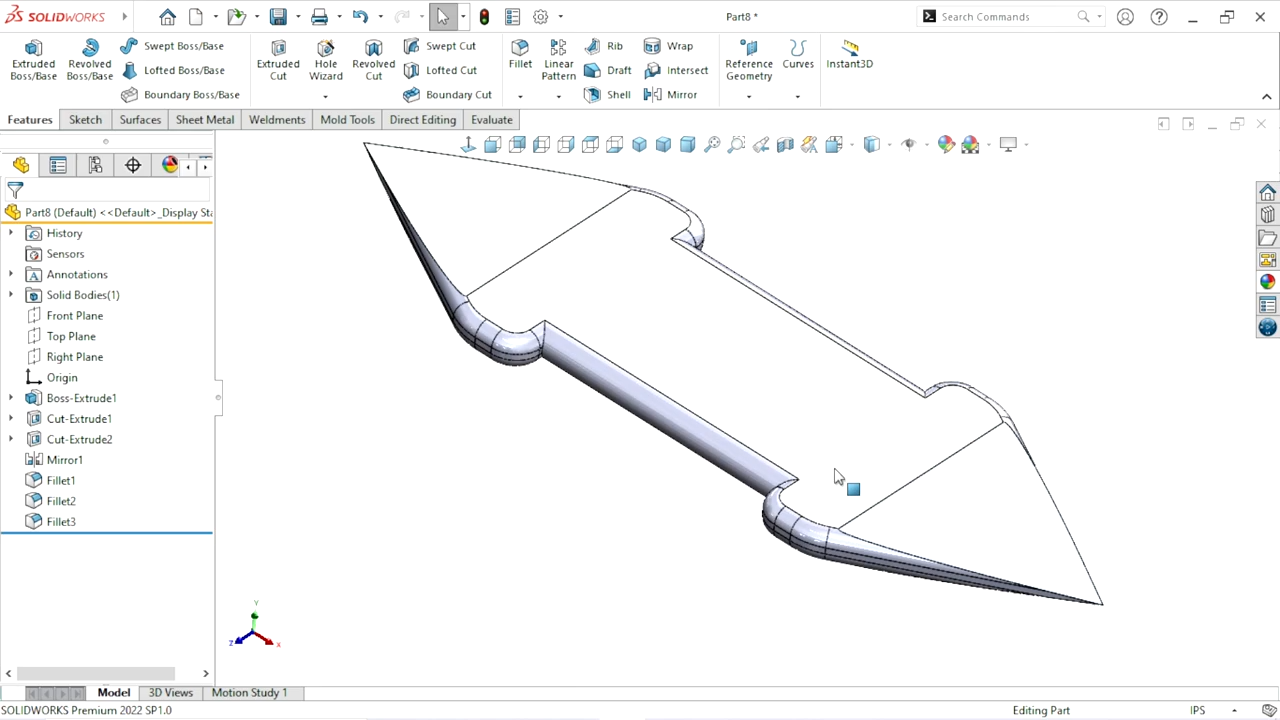 SOLIDWORKS
Part8 *
Search Commands
Extruded Boss/Base
Revolved Boss/Base
Swept Boss/Base
Lofted Boss/Base
Boundary Boss/Base
Extruded Cut
Hole Wizard
Revolved Cut
Swept Cut
Lofted Cut
Boundary Cut
Fillet
Linear Pattern
Rib
Draft
Shell
Wrap
Intersect
Mirror
Reference Geometry
Curves
Instant3D
Features
Sketch
Surfaces
Sheet Metal
Weldments
Mold Tools
Direct Editing
Evaluate
Part8 (Default) <<Default>_Display Sta
History
Sensors
Annotations
Solid Bodies(1)
Front Plane
Top Plane
Right Plane
Origin
Boss-Extrude1
Cut-Extrude1
Cut-Extrude2
Mirror1
Fillet1
Fillet2
Fillet3
Y
Z
X
Model
3D Views
Motion Study 1
SOLIDWORKS Premium 2022 SP1.0
Editing Part
IPS